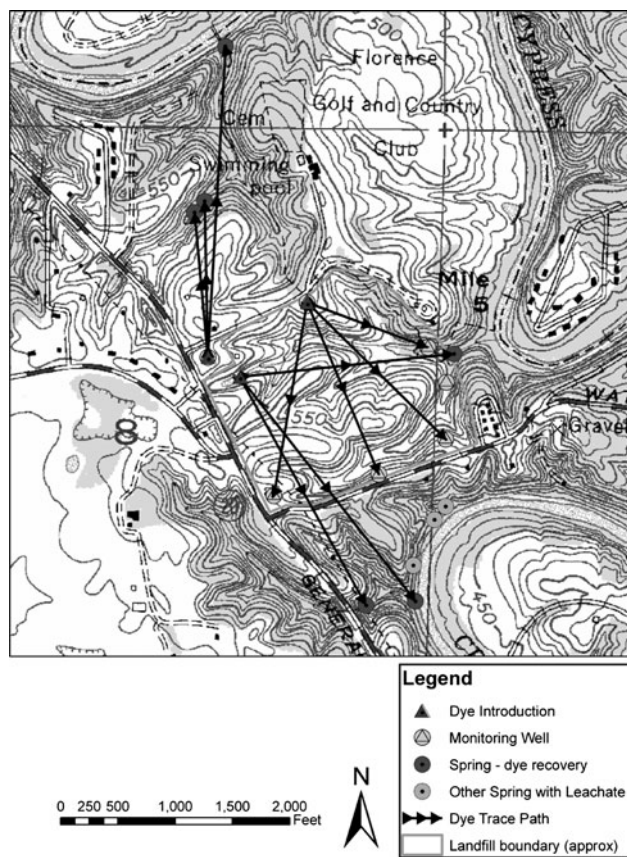 500
CYPRESS
Florence
Golf and Country
Cem
Club
Swimming
pool
550
Mile
5
550
WAT
Gravel
GENERAL
450
Legend
Dye Introduction
Monitoring Well
Spring - dye recovery
Other Spring with Leachate
Dye Trace Path
Landfill boundary (approx)
N
0 250 500 1,000 1,500 2,000
Feet